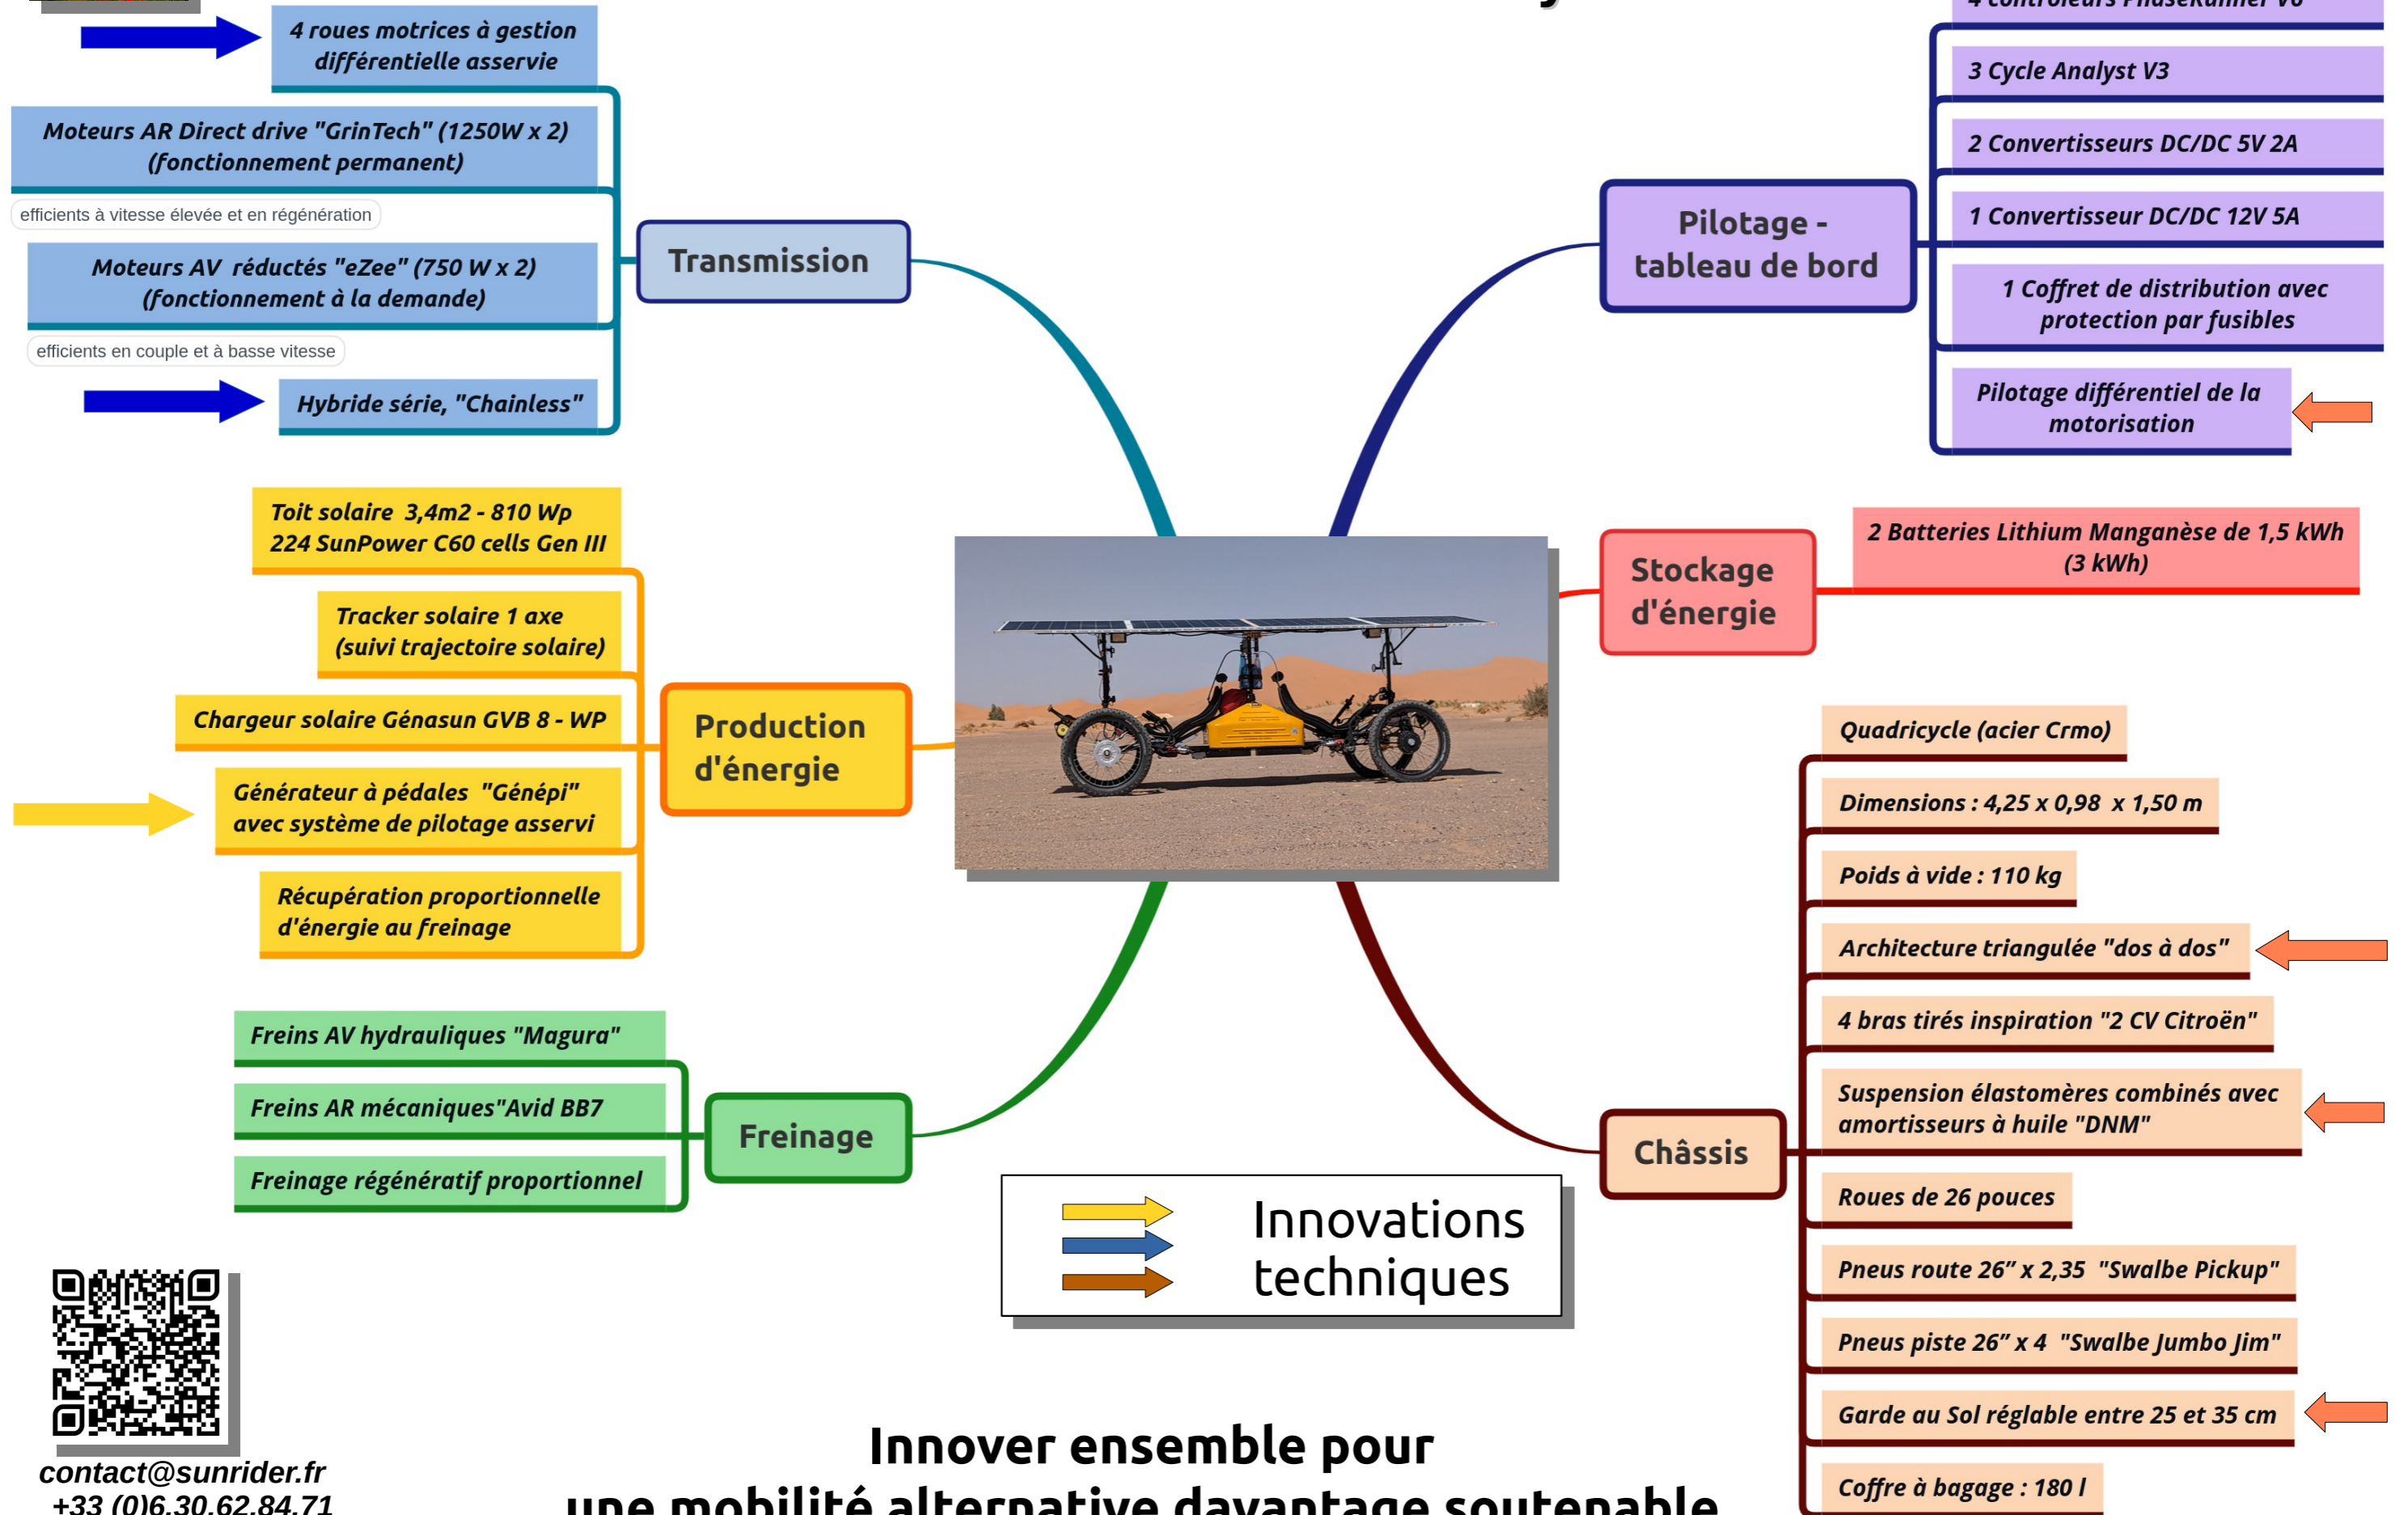 4 roues motrices à gestion
différentielle asservie
Moteurs AR Direct drive "GrinTech" (1250W x 2)
(fonctionnement permanent)
efficients à vitesse élevée et en régénération
Moteurs AV  réductés "eZee" (750 W x 2)
(fonctionnement à la demande)
efficients en couple et à basse vitesse
Hybride série, "Chainless"
Transmission
4 contrôleurs PhaseRunner V6
3 Cycle Analyst V3
2 Convertisseurs DC/DC 5V 2A
1 Convertisseur DC/DC 12V 5A
1 Coffret de distribution avec
protection par fusibles
Pilotage différentiel de la
motorisation
Pilotage -
tableau de bord
Toit solaire  3,4m2 - 810 Wp
224 SunPower C60 cells Gen III
Tracker solaire 1 axe
(suivi trajectoire solaire)
Chargeur solaire Génasun GVB 8 - WP
Générateur à pédales  "Génépi"
avec système de pilotage asservi
Récupération proportionnelle
d'énergie au freinage
Production
d'énergie
Stockage
d'énergie
2 Batteries Lithium Manganèse de 1,5 kWh
(3 kWh)
Freins AV hydrauliques "Magura"
Freins AR mécaniques"Avid BB7
Freinage régénératif proportionnel
Freinage
Châssis
Quadricycle (acier Crmo)
Dimensions : 4,25 x 0,98  x 1,50 m
Poids à vide : 110 kg
Architecture triangulée "dos à dos"
4 bras tirés inspiration "2 CV Citroën"
Suspension élastomères combinés avec
amortisseurs à huile "DNM"
Roues de 26 pouces
Pneus route 26” x 2,35  "Swalbe Pickup"
Pneus piste 26” x 4  "Swalbe Jumbo Jim"
Garde au Sol réglable entre 25 et 35 cm
Coffre à bagage : 180 l
Innovations
techniques
contact@sunrider.fr
+33 (0)6.30.62.84.71
Innover ensemble pour
une mobilité alternative davantage soutenable